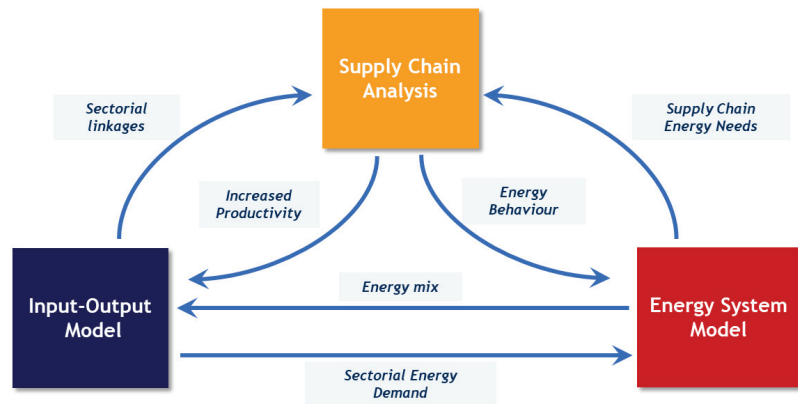 Supply Chain
Analysis
Sectorial
linkages
Supply Chain
Energy Needs
Increased
Productivity
Energy
Behaviour
Input-Output
Model
Energy mix
Energy System
Model
Sectorial Energy
Demand